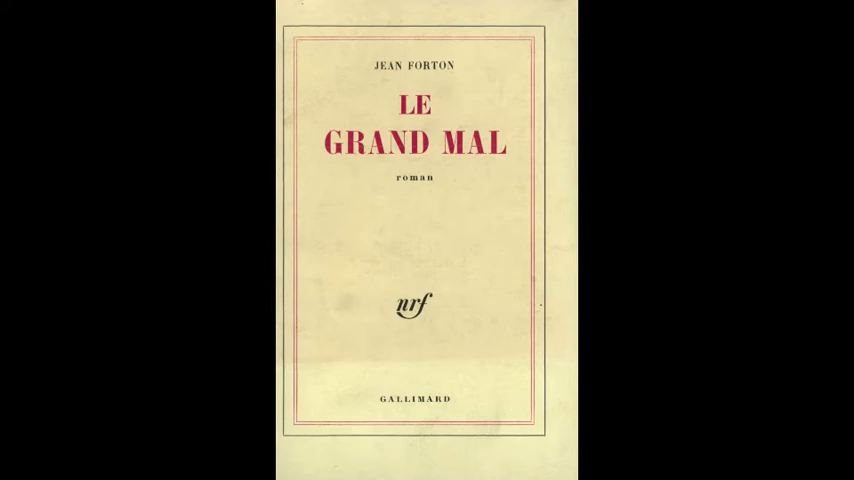 JEAN FORTON
LE
GRAND MAL
roman
nrf
GALLIMARD